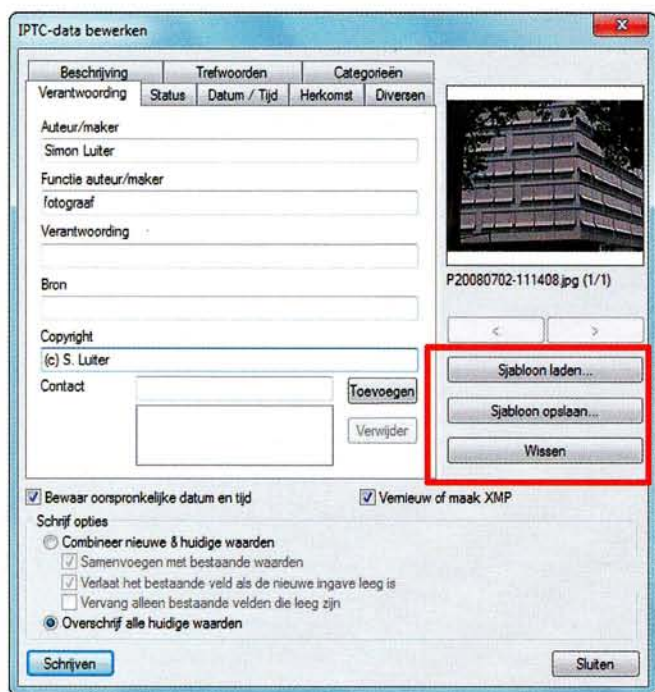 IPTC-data bewerken
Beschrijving Trefwoorden Categorieën
Verantwoording Status Datum / Tijd Herkomst Diversen
Auteur/maker
Simon Luiter
Functie auteur/maker
fotograaf
Verantwoording
Bron
Copyright
(c) S. Luiter
Contact
Toevoegen
Verwijder
P20080702-111408.jpg (1/1)
< >
Sjabloon laden...
Sjabloon opslaan...
Wissen
Bewaar oorspronkelijke datum en tijd Vernieuw of maak XMP
Schrijf opties
Combineer nieuwe & huidige waarden
Samenvoegen met bestaande waarden
Verlaat het bestaande veld als de nieuwe ingave leeg is
Vervang alleen bestaande velden die leeg zijn
Overschrijf alle huidige waarden
Schrijven Sluiten